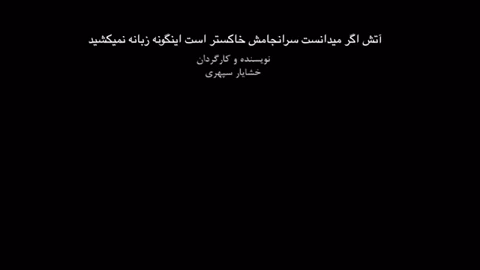 آتش اگر میدانست سرانجامش خاکستر است اینگونه زبانه نمیکشید
نویسنده و کارگردان
خشایار سپهری